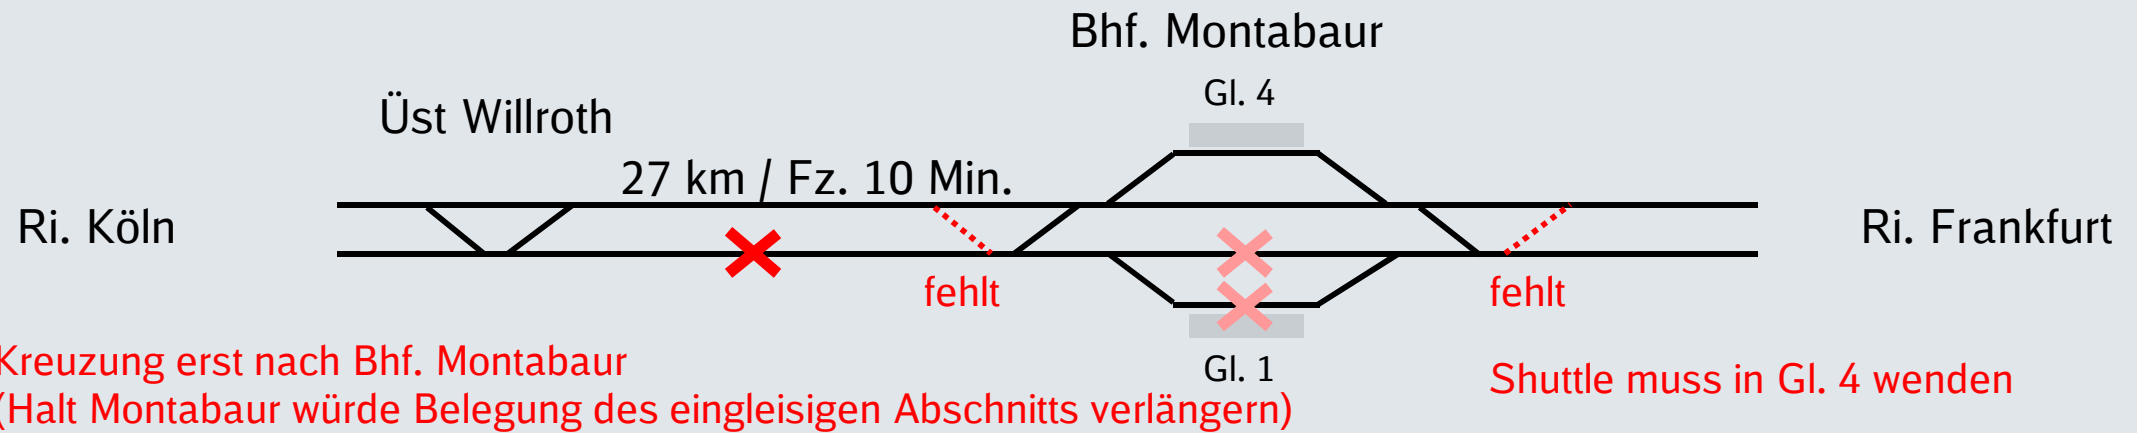 Bhf. Montabaur
Gl. 4
Üst Willroth
27 km / Fz. 10 Min.
Ri. Köln
Ri. Frankfurt
fehlt
fehlt
Kreuzung erst nach Bhf. Montabaur
(Halt Montabaur würde Belegung des eingleisigen Abschnitts verlängern)
Gl. 1
Shuttle muss in Gl. 4 wenden